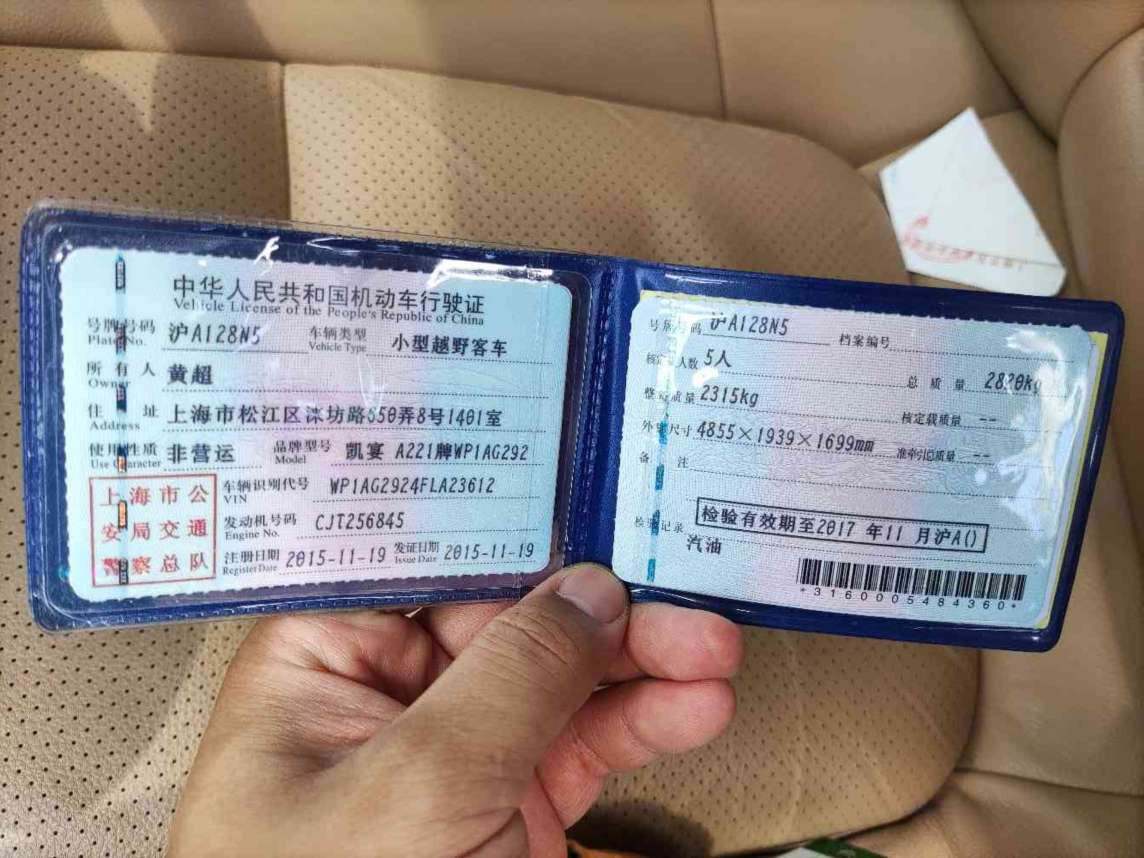 中华人民共和国机动车行驶证
Vehicle License of the People's Republic of China
号牌号码 沪A128N5 车辆类型 小型越野客车
Plate No. Vehicle Type
所有人 黄超
Owner
住址 上海市松江区 坊路650弄8号1401室
Address
使用性质 非营运 品牌型号 凯宴 A221牌WP1AG292
Use Character Model
上海市公
安局交通
警察总队
车辆识别代号 WP1AG2924FLA23612
VIN
发动机号码 CJT256845
Engine No.
注册日期 2015-11-19 发证日期 2015-11-19
Register Date Issue Date
号牌号码 沪A128N5 档案编号
核定载人数 5人 总质量 2820kg
整备质量 2315kg 核定载质量 --
外廓尺寸 4855×1939×1699mm 准牵引总质量 --
备注
检验记录 检验有效期至2017 年11 月沪A()
汽油
*3160005484360*